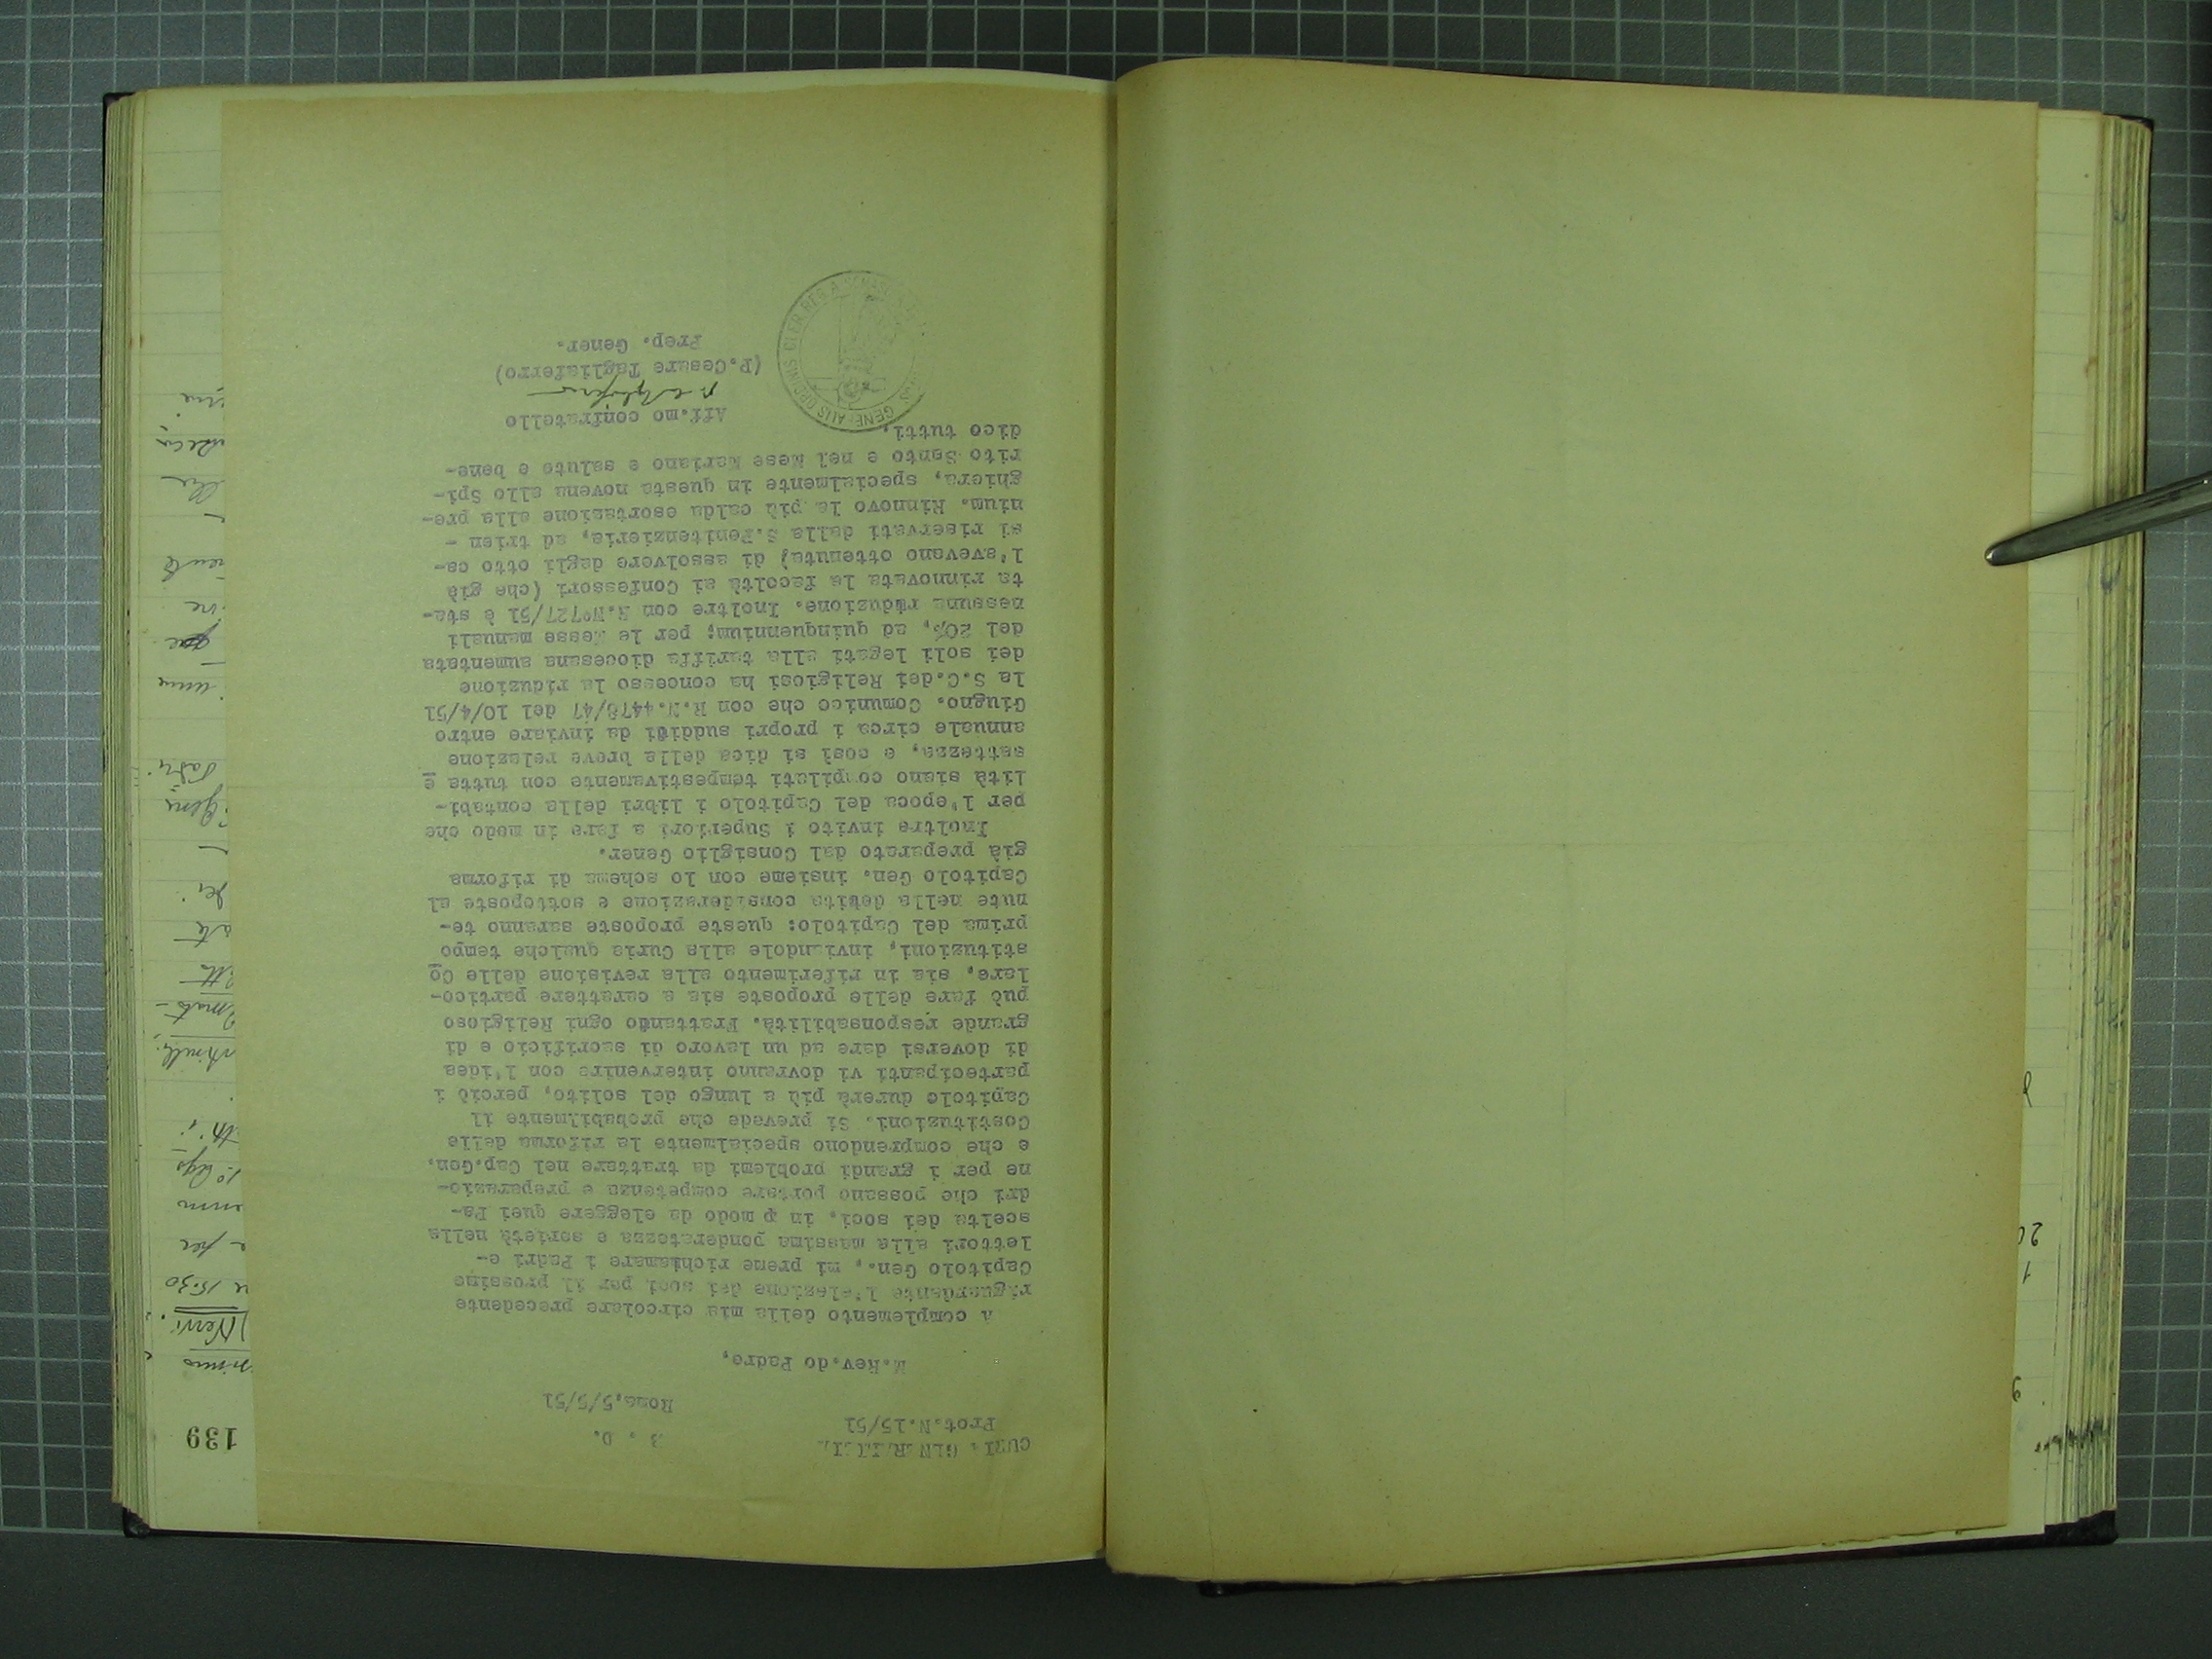 139
CURIA GENERALI
Prot.N.15/51
B. D.
Roma,5/5/51
M.Rev.do Padre,
A complemento della mia circolare precedente
riguardante l'elezione dei soci per il prossimo
Capitolo Gen., mi preme richiamare i Padri e-
lettori alla massima ponderatezza e serietà nella
scelta dei soci. in modo da eleggere quei Pa-
dri che possano portare competenza e preparazio-
ne per i grandi problemi da trattare nel Cap.Gen.
e che comprendono specialmente la riforma delle
Costituzioni. Si prevede che probabilmente il
Capitolo durerà più a lungo del solito, perciò i
partecipanti vi dovranno intervenire con l'idea
di doversi dare ad un lavoro di sacrificio e di
grande responsabilità. Frattanto ogni Religioso
può fare delle proposte sia a carattere partico-
lare, sia in riferimento alla revisione delle Co
stituzioni, inviandole alla Curia qualche tempo
prima del Capitolo: queste proposte saranno te-
nute nella debita considerazione e sottoposte al
Capitolo Gen. insieme con lo schema di riforma
già preparato dal Consiglio Gener.
Inoltre invito i Superiori a fare in modo che
per l'epoca del Capitolo i libri della contabi-
lità siano compilati tempestivamente con tutta e
sattezza, e così si dica della breve relazione
annuale circa i propri sudditi da inviare entro
Giugno. Comunico che con R.N.4478/47 del 10/4/51
la S.C.dei Religiosi ha concesso la riduzione
dei soli legati alla tariffa diocesana aumentata
del 20%, ad quinquennium; per le Messe manuali
nessuna riduzione. Inoltre con R.N°727/51 è sta-
ta rinnovata la facoltà ai Confessori (che già
l'avevano ottenuta) di assolvere dagli otto ca-
si riservati dalla S.Penitenzieria, ad trien -
nium. Rinnovo la più calda esortazione alla pre-
ghiera, specialmente in questa novena allo Spi-
rito Santo e nel Mese Mariano e saluto e bene-
dico tutti.
Aff.mo confratello
(P.Cesare Tagliaferro)
Prep. Gener.
Nervi.
15.30